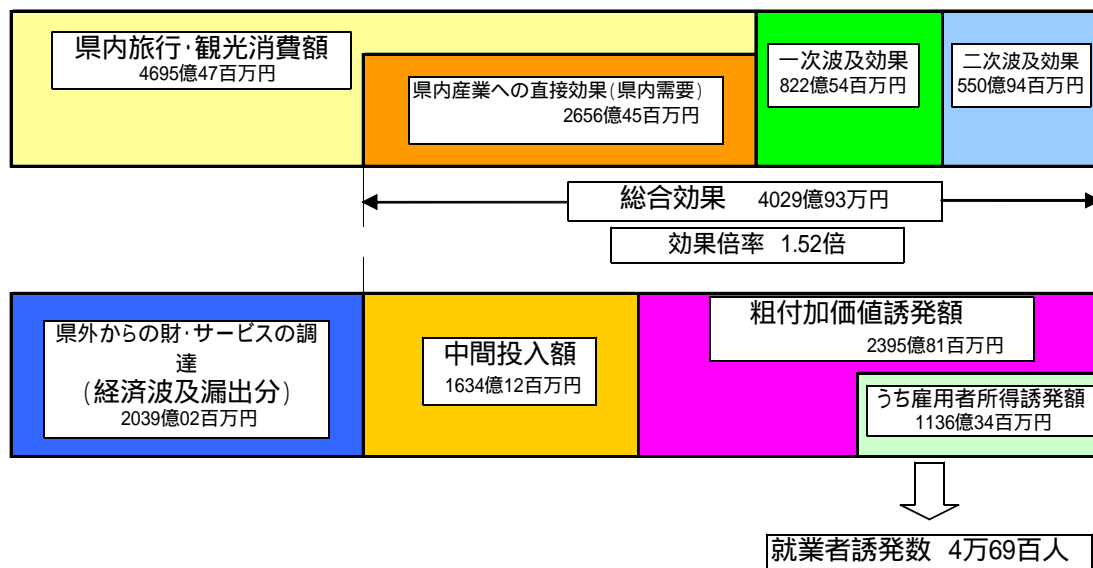 県内旅行･観光消費額
4695億47百万円
県内産業への直接効果(県内需要)
2656億45百万円
一次波及効果
822億54百万円
二次波及効果
550億94百万円
総合効果 4029億93万円
効果倍率 1.52倍
県外からの財･サービスの調
達
(経済波及漏出分)
2039億02百万円
中間投入額
1634億12百万円
粗付加価値誘発額
2395億81百万円
うち雇用者所得誘発額
1136億34百万円
就業者誘発数 4万69百人